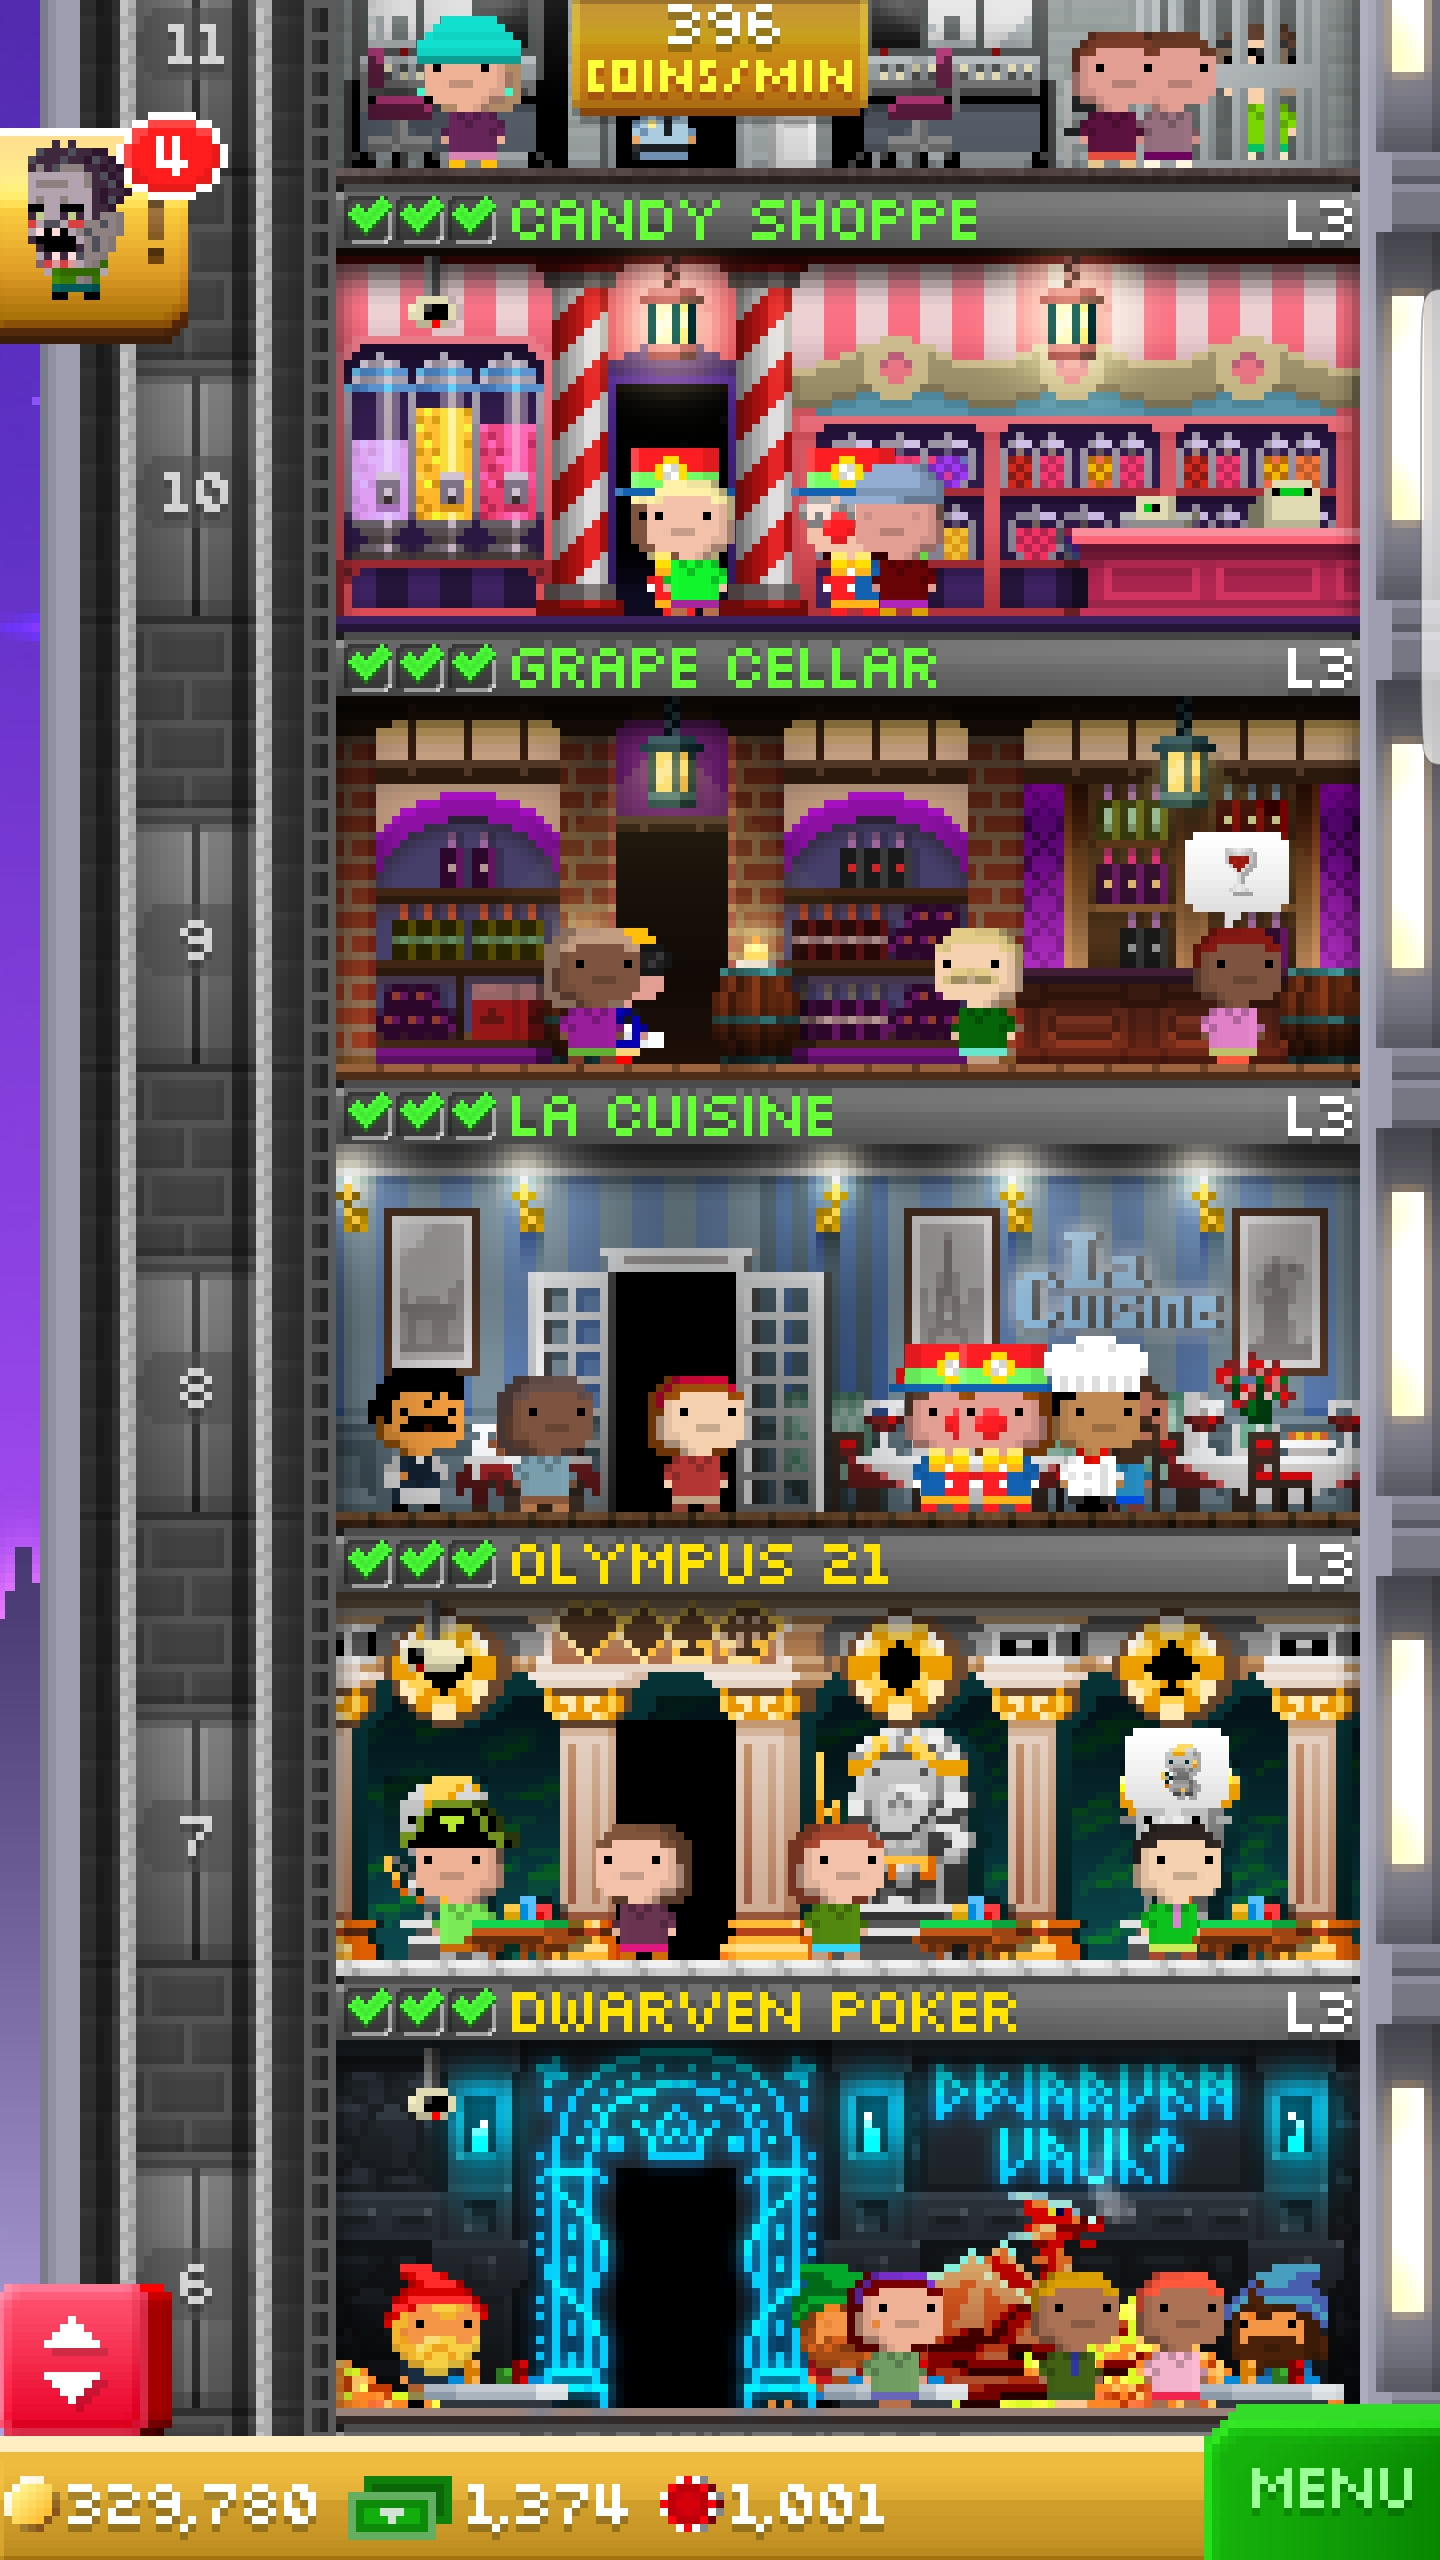 11
396
COINS/MIN
4
!
CANDY SHOPPE L3
10
GRAPE CELLAR L3
9
LA CUISINE L3
La
Cuisine
8
OLYMPUS 21 L3
7
DWARVEN POKER L3
DWARVEN
VAULT
6
329,780 1,374 1,001
MENU